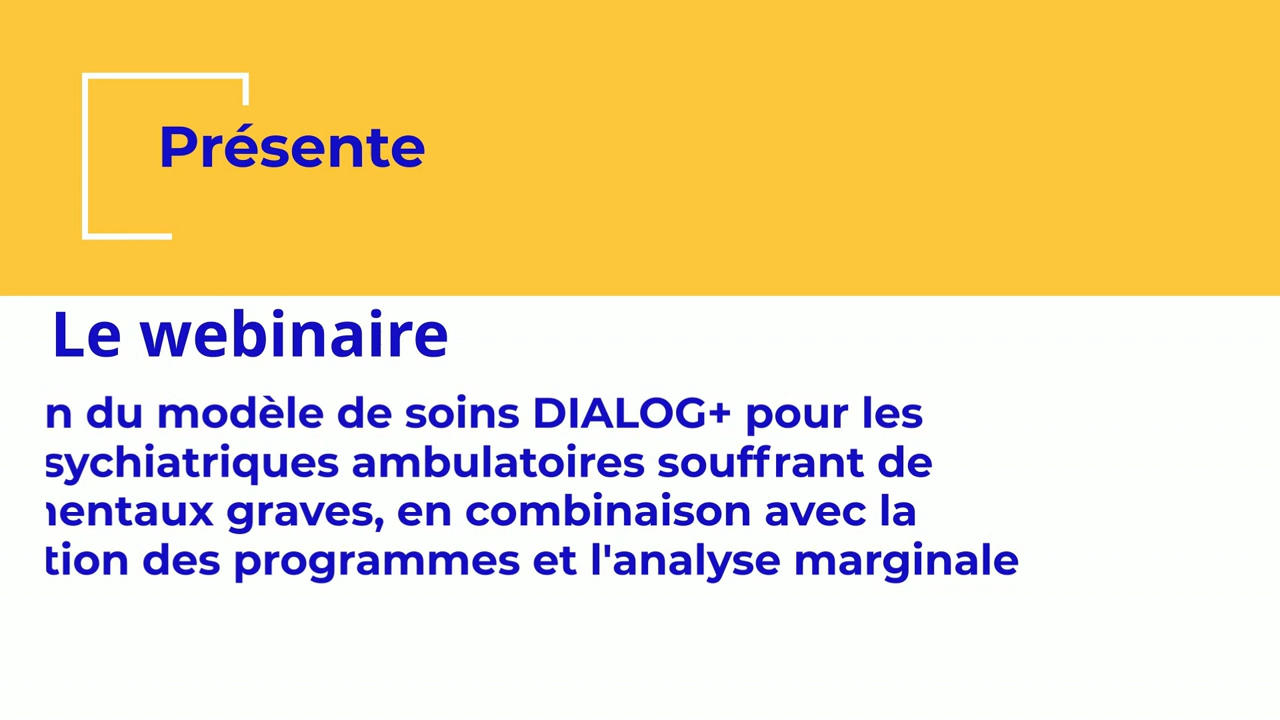 Présente
Le webinaire
n du modèle de soins DIALOG+ pour les
sychiatriques ambulatoires souffrant de
entaux graves, en combinaison avec la
tion des programmes et l'analyse marginale